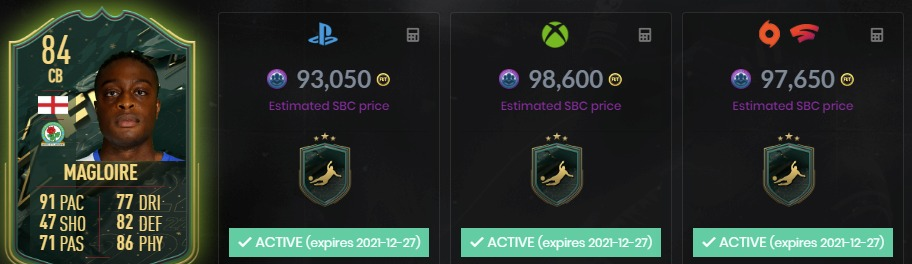 84
CB
MAGLOIRE
91 PAC 77 DRI
47 SHO 82 DEF
71 PAS 86 PHY
93,050
Estimated SBC price
ACTIVE (expires 2021-12-27)
98,600
Estimated SBC price
ACTIVE (expires 2021-12-27)
97,650
Estimated SBC price
ACTIVE (expires 2021-12-27)